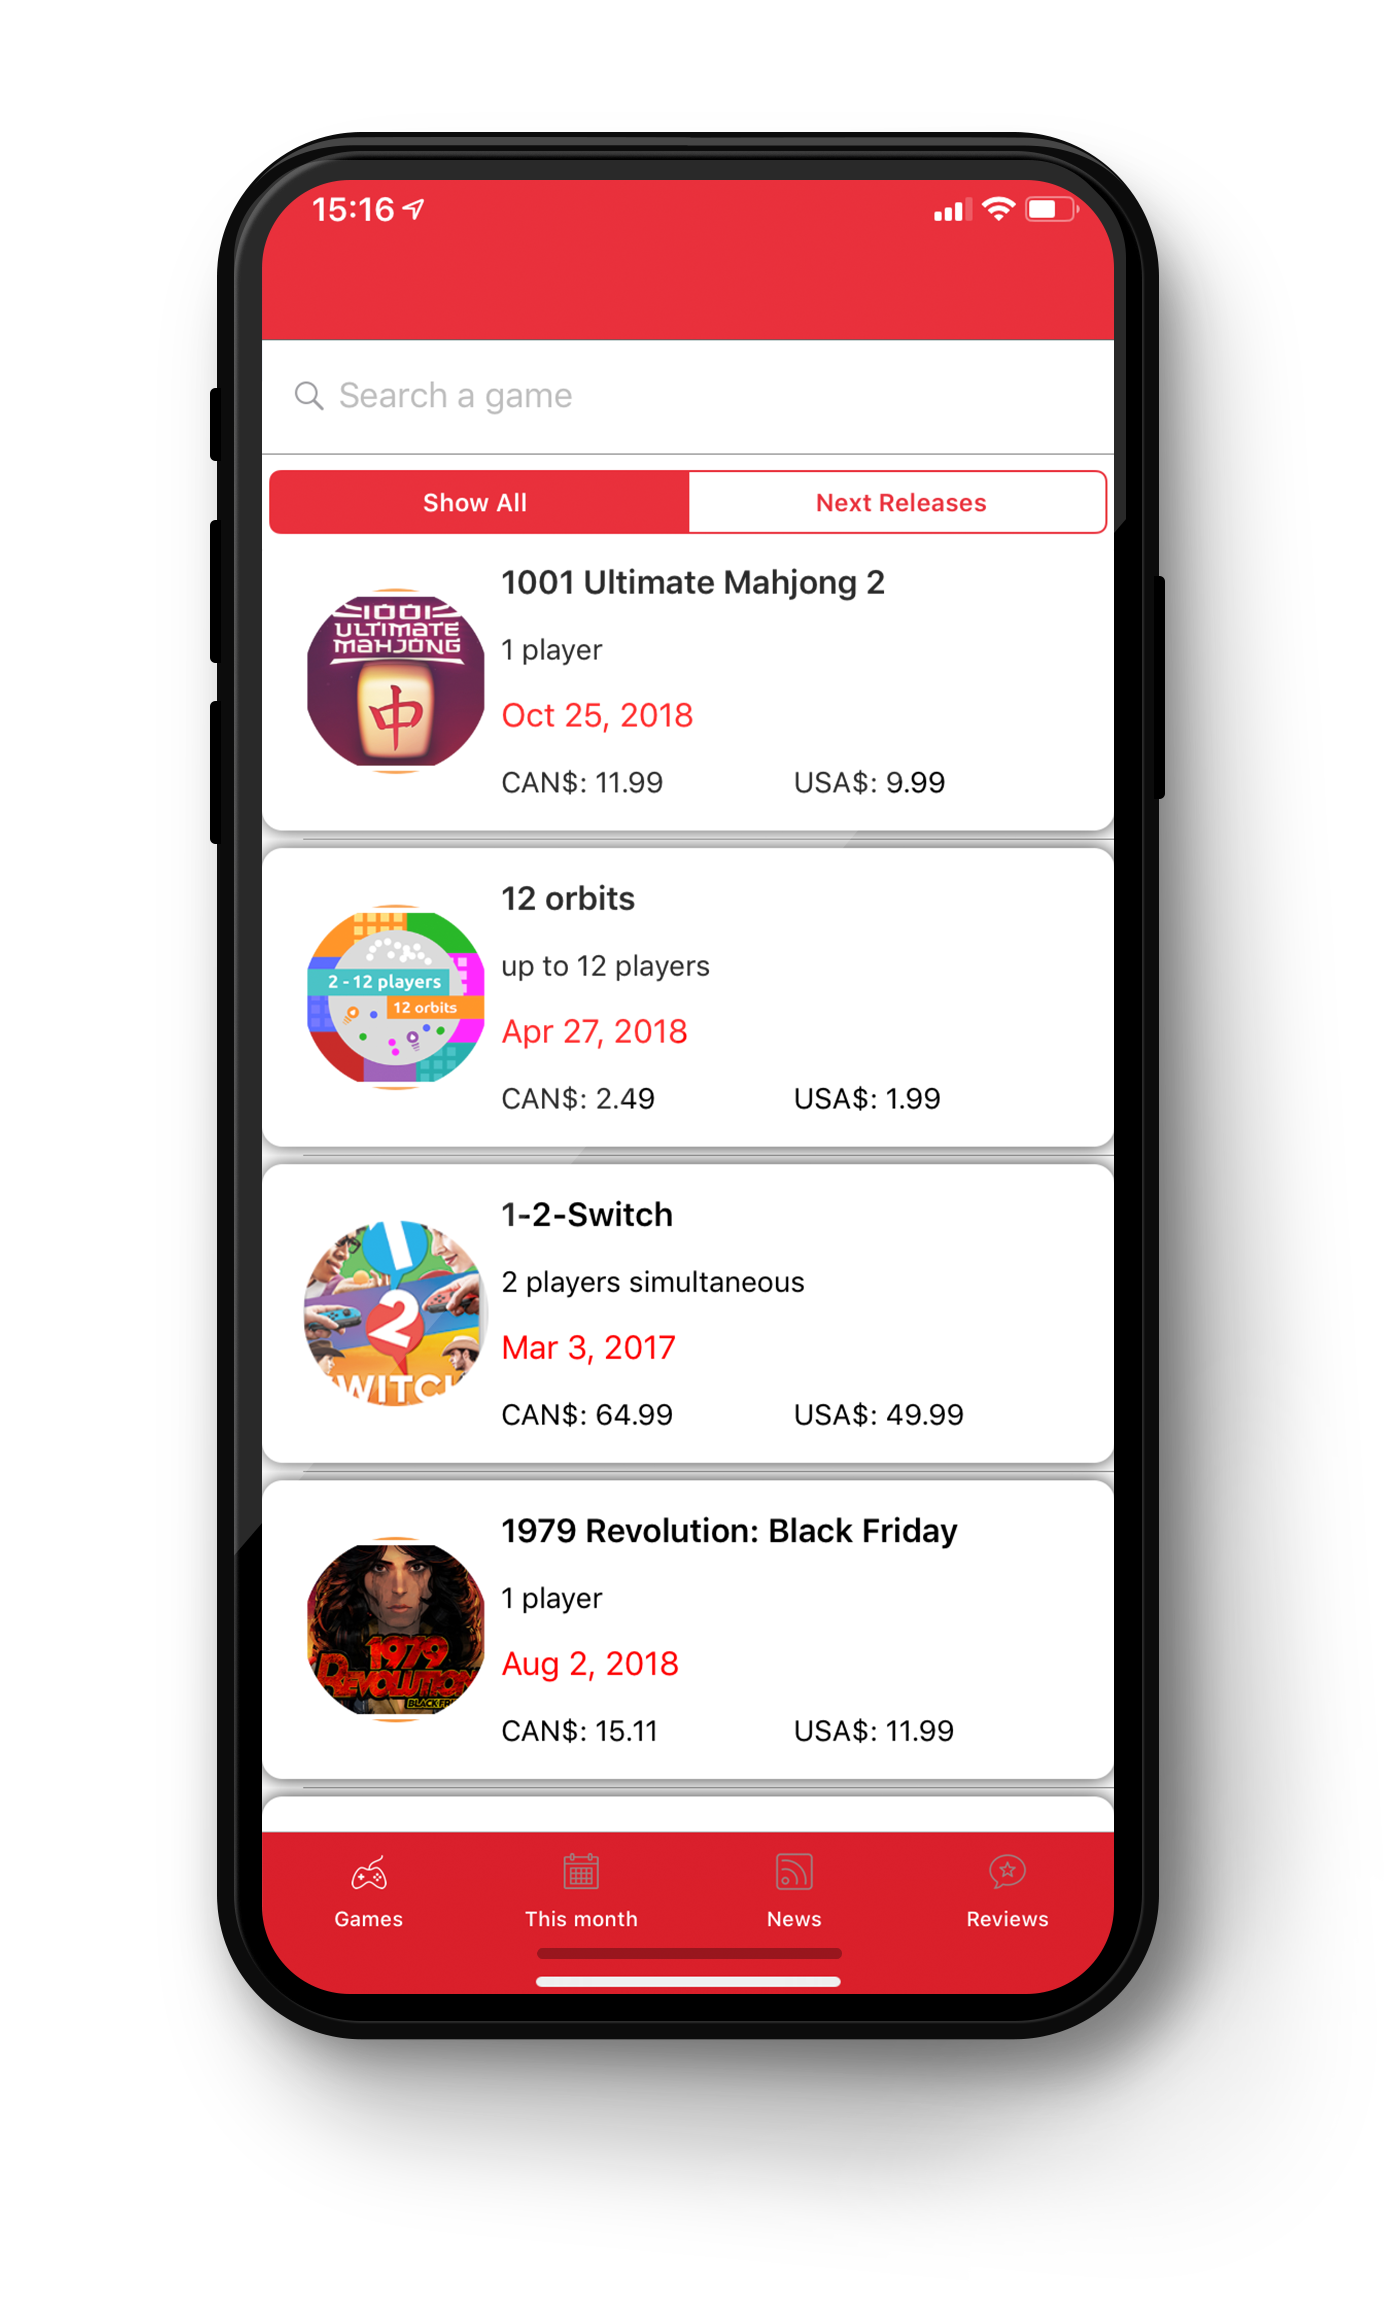 15:16
Search a game
Show All
Next Releases
1001 Ultimate Mahjong 2
1001
ULTIMATE
MAHJONG
中
1 player
Oct 25, 2018
CAN$: 11.99
USA$: 9.99
12 orbits
2 - 12 players
12 orbits
up to 12 players
Apr 27, 2018
CAN$: 2.49
USA$: 1.99
1-2-Switch
1
2
WITCH
2 players simultaneous
Mar 3, 2017
CAN$: 64.99
USA$: 49.99
1979 Revolution: Black Friday
1979
REVOLUTION
BLACK FR
1 player
Aug 2, 2018
CAN$: 15.11
USA$: 11.99
Games
This month
News
Reviews